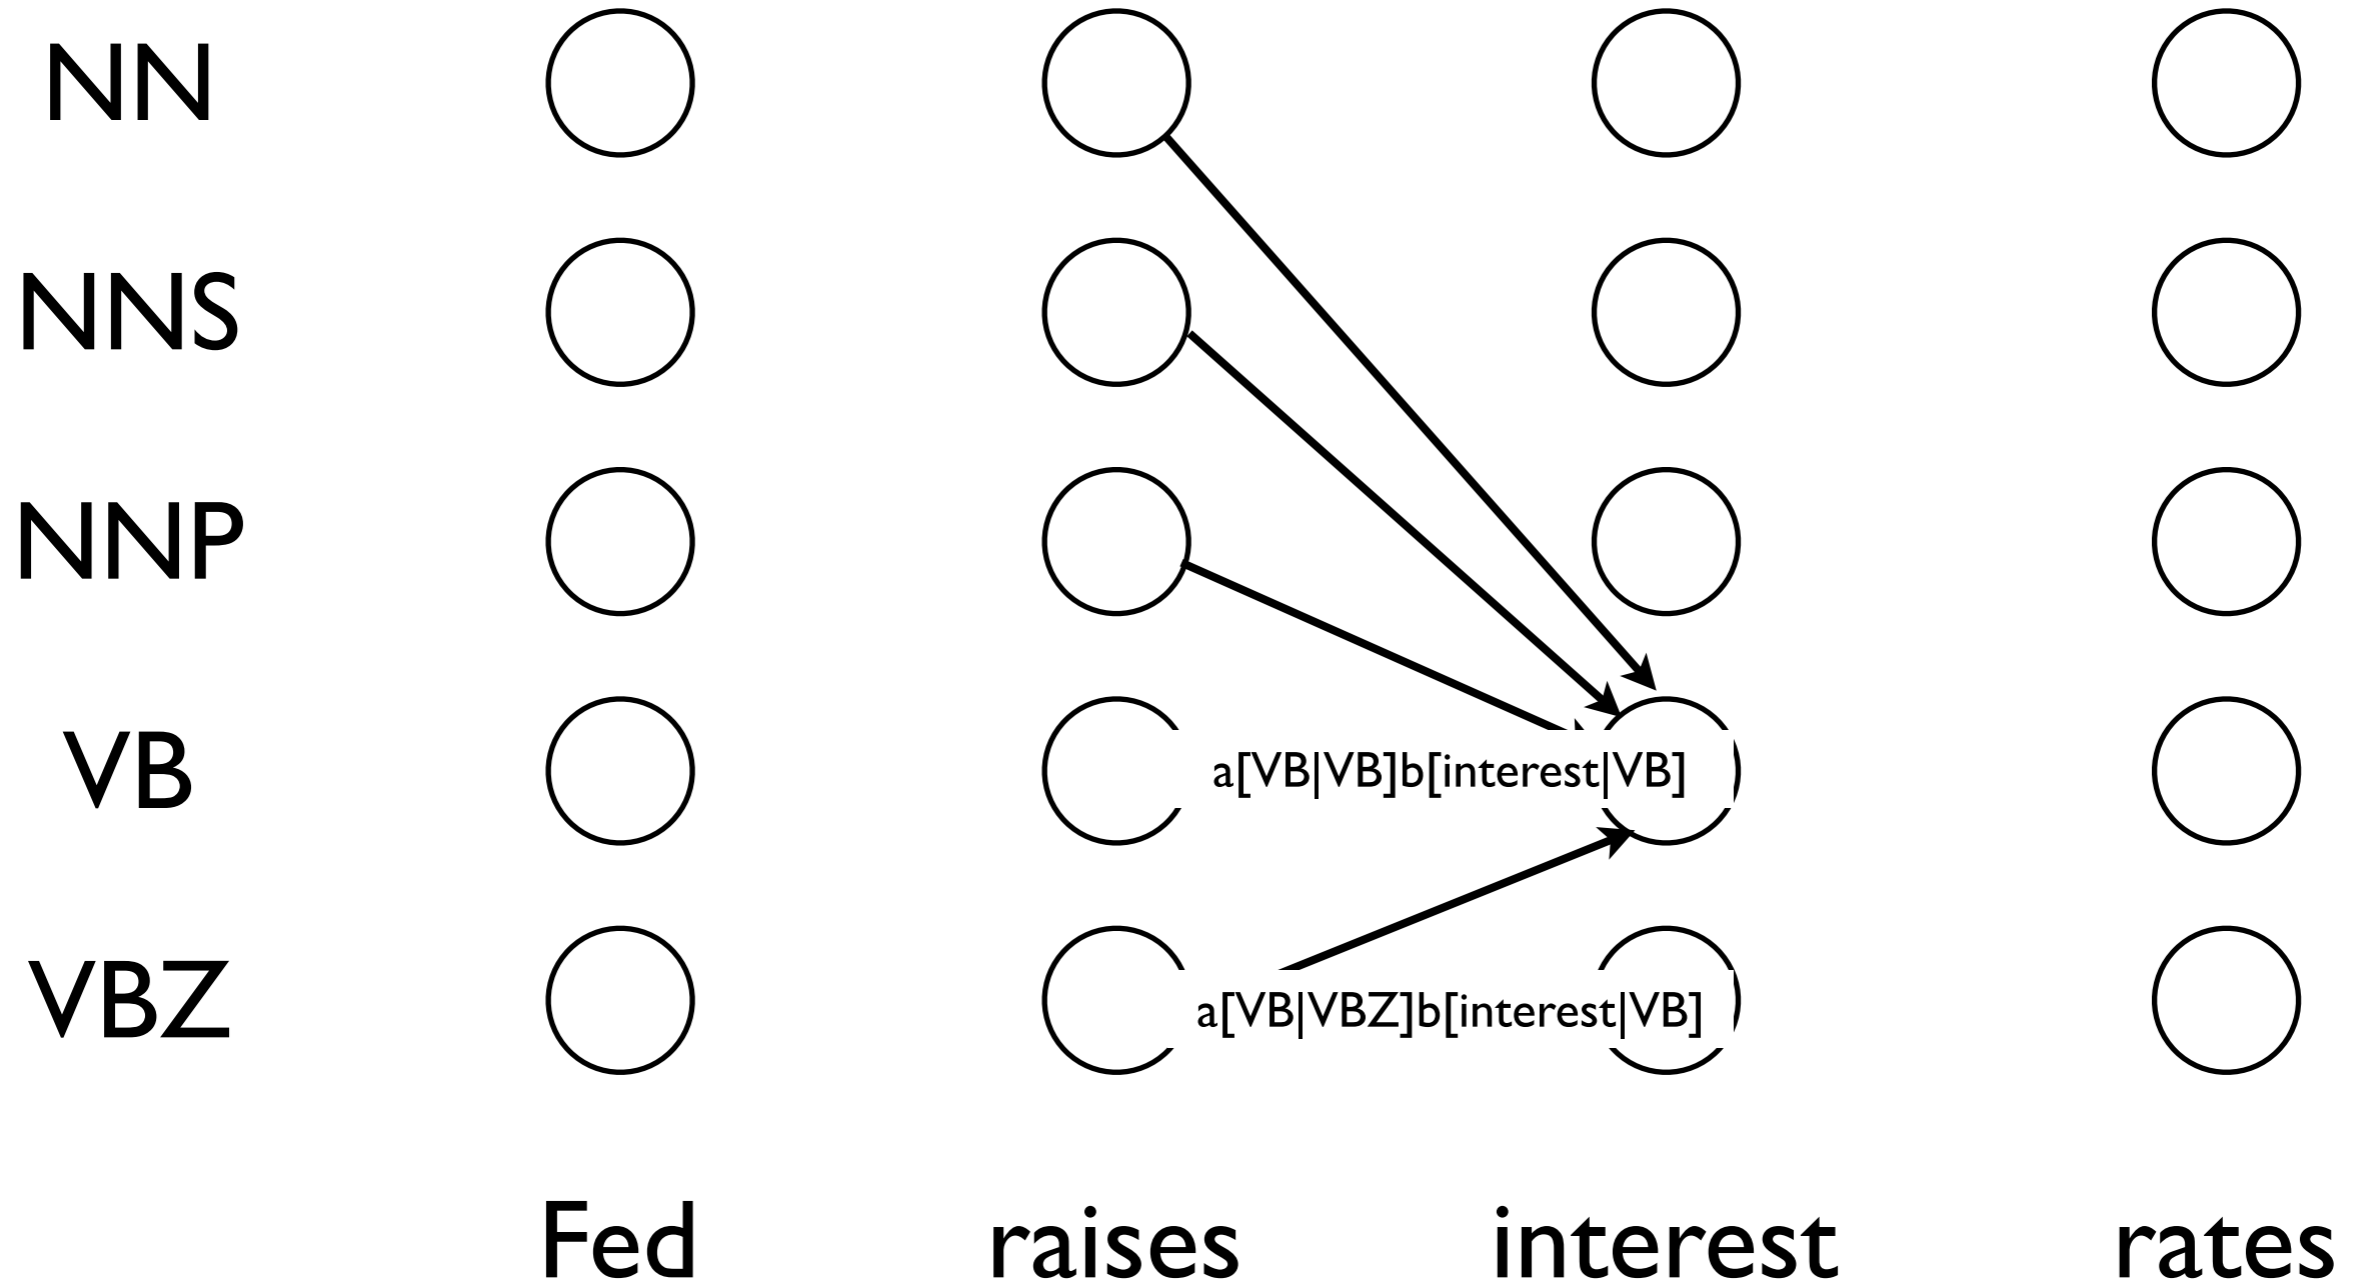 NN
NNS
NNP
VB
a[VB|VB]b[interest|VB]
VBZ
a[VB|VBZ]b[interest|VB]
Fed raises interest rates